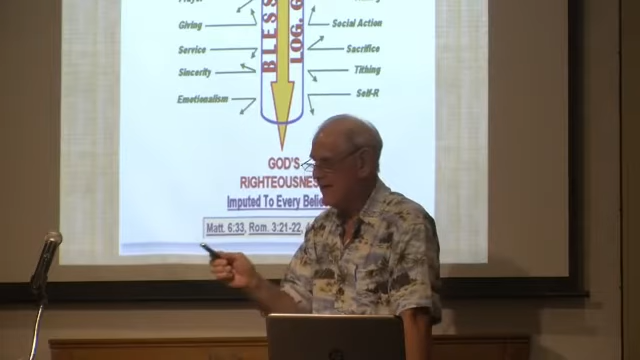 Giving
Service
Sincerity
Emotionalism
BLESS
LOG. G
Social Action
Sacrifice
Tithing
Self-R
GOD'S
RIGHTEOUSNES
Imputed To Every Belie
Matt. 6:33, Rom. 3:21-22,